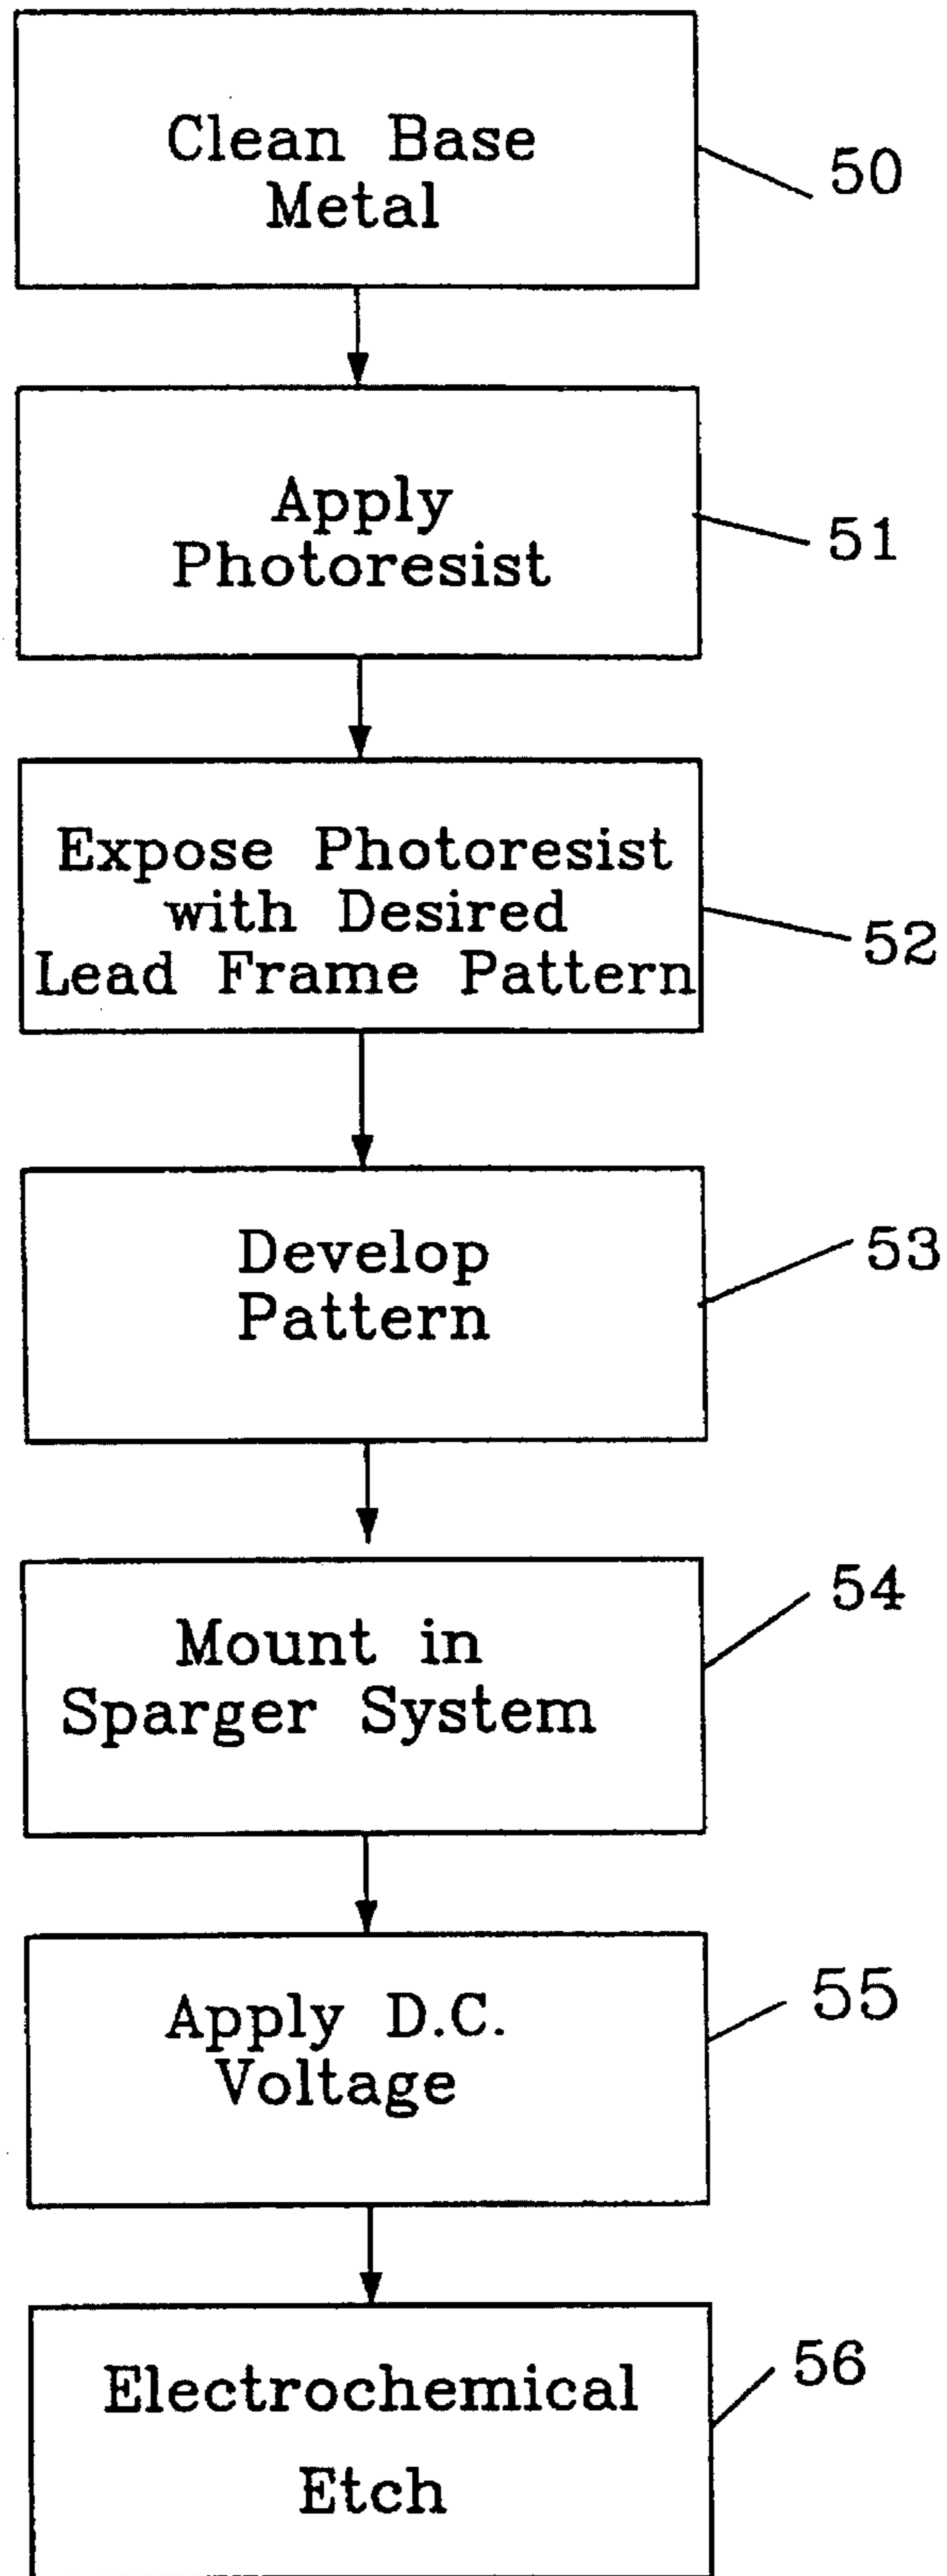 Clean Base
Metal
50
Apply
Photoresist
51
Expose Photoresist
with Desired
Lead Frame Pattern
52
Develop
Pattern
53
Mount in
Sparger System
54
Apply D.C.
Voltage
55
Electrochemical
Etch
56